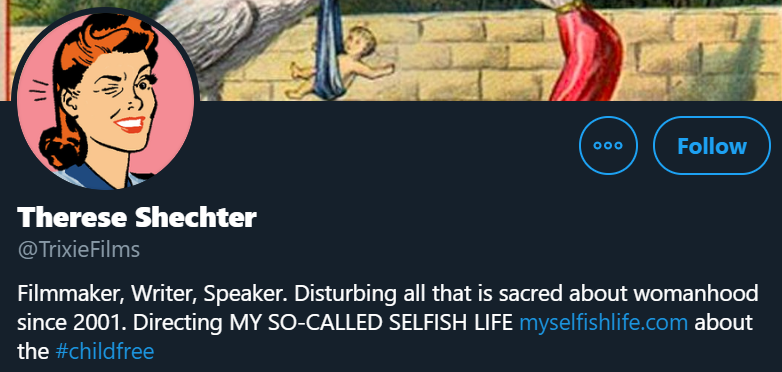 Follow
Therese Shechter
@TrixieFilms
Filmmaker, Writer, Speaker. Disturbing all that is sacred about womanhood
since 2001. Directing MY SO-CALLED SELFISH LIFE myselfishlife.com about
the #childfree